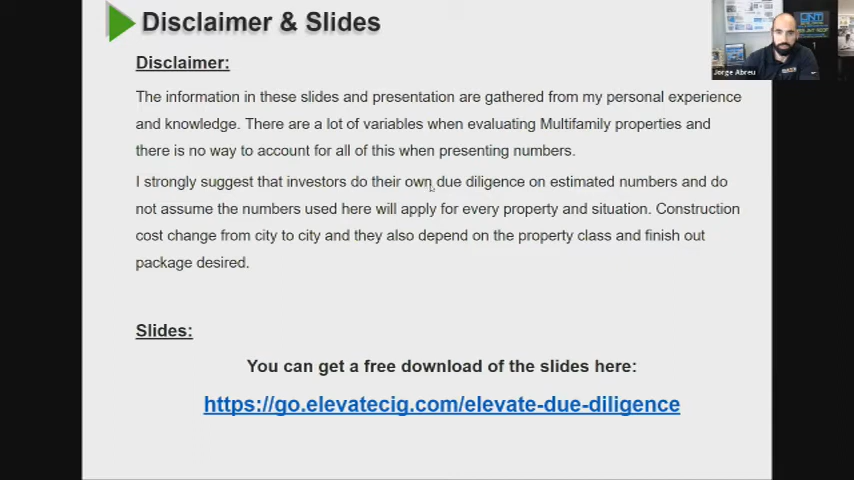 Disclaimer & Slides
Disclaimer:
The information in these slides and presentation are gathered from my personal experience
and knowledge. There are a lot of variables when evaluating Multifamily properties and
there is no way to account for all of this when presenting numbers.
I strongly suggest that investors do their own due diligence on estimated numbers and do
not assume the numbers used here will apply for every property and situation. Construction
cost change from city to city and they also depend on the property class and finish out
package desired.
Slides:
You can get a free download of the slides here:
https://go.elevatecig.com/elevate-due-diligence
Jorge Abreu